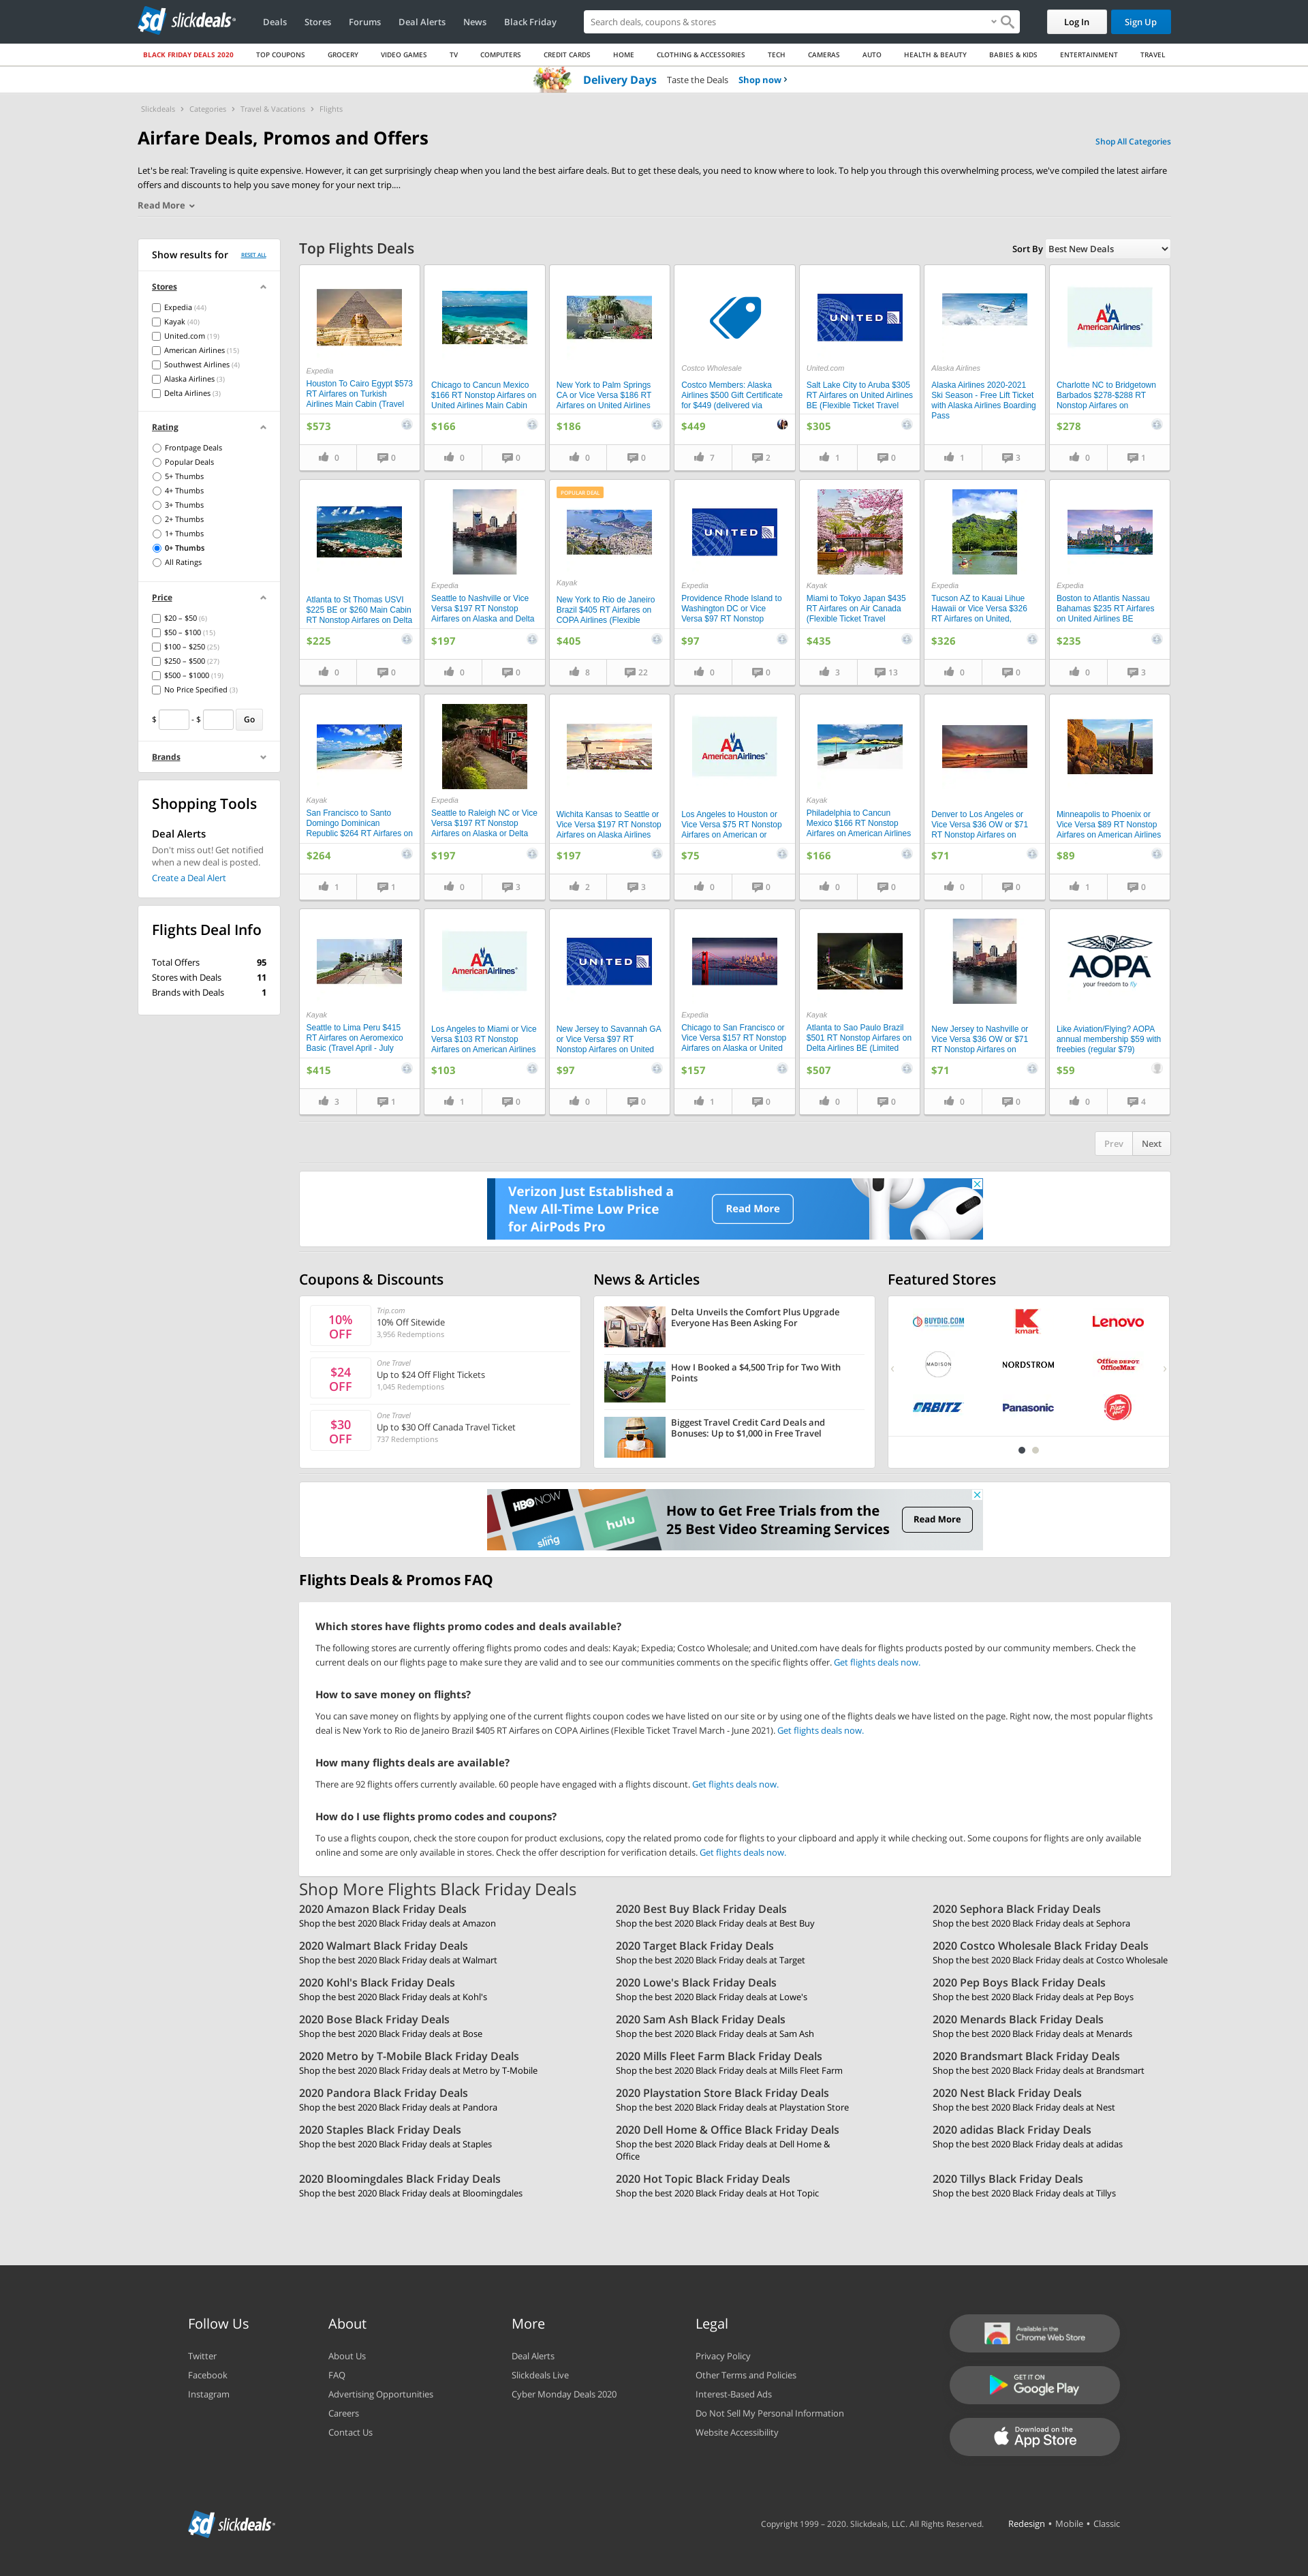 sd slickdeals
Deals Stores Forums Deal Alerts News Black Friday
Search deals, coupons & stores
Log In Sign Up
BLACK FRIDAY DEALS 2020 TOP COUPONS GROCERY VIDEO GAMES TV COMPUTERS CREDIT CARDS HOME CLOTHING & ACCESSORIES TECH CAMERAS AUTO HEALTH & BEAUTY BABIES & KIDS ENTERTAINMENT TRAVEL
Delivery Days Taste the Deals Shop now ›
Slickdeals › Categories › Travel & Vacations › Flights
Airfare Deals, Promos and Offers
Shop All Categories
Let's be real: Traveling is quite expensive. However, it can get surprisingly cheap when you land the best airfare deals. But to get these deals, you need to know where to look. To help you through this overwhelming process, we've compiled the latest airfare
offers and discounts to help you save money for your next trip....
Read More
Show results for RESET ALL
Stores
Expedia (44)
Kayak (40)
United.com (19)
American Airlines (15)
Southwest Airlines (4)
Alaska Airlines (3)
Delta Airlines (3)
Rating
Frontpage Deals
Popular Deals
5+ Thumbs
4+ Thumbs
3+ Thumbs
2+ Thumbs
1+ Thumbs
0+ Thumbs
All Ratings
Price
$20 – $50 (6)
$50 – $100 (15)
$100 – $250 (25)
$250 – $500 (27)
$500 – $1000 (19)
No Price Specified (3)
$ - $ Go
Brands
Shopping Tools
Deal Alerts
Don't miss out! Get notified
when a new deal is posted.
Create a Deal Alert
Flights Deal Info
Total Offers 95
Stores with Deals 11
Brands with Deals 1
Top Flights Deals
Sort By Best New Deals
Expedia
Houston To Cairo Egypt $573
RT Airfares on Turkish
Airlines Main Cabin (Travel
$573
0 0
Chicago to Cancun Mexico
$166 RT Nonstop Airfares on
United Airlines Main Cabin
$166
0 0
New York to Palm Springs
CA or Vice Versa $186 RT
Airfares on United Airlines
$186
0 0
Costco Wholesale
Costco Members: Alaska
Airlines $500 Gift Certificate
for $449 (delivered via
$449
7 2
UNITED
United.com
Salt Lake City to Aruba $305
RT Airfares on United Airlines
BE (Flexible Ticket Travel
$305
1 0
Alaska Airlines
Alaska Airlines 2020-2021
Ski Season - Free Lift Ticket
with Alaska Airlines Boarding
Pass
1 3
AmericanAirlines
Charlotte NC to Bridgetown
Barbados $278-$288 RT
Nonstop Airfares on
$278
0 1
Atlanta to St Thomas USVI
$225 BE or $260 Main Cabin
RT Nonstop Airfares on Delta
$225
0 0
Expedia
Seattle to Nashville or Vice
Versa $197 RT Nonstop
Airfares on Alaska and Delta
$197
0 0
POPULAR DEAL
Kayak
New York to Rio de Janeiro
Brazil $405 RT Airfares on
COPA Airlines (Flexible
$405
8 22
UNITED
Expedia
Providence Rhode Island to
Washington DC or Vice
Versa $97 RT Nonstop
$97
0 0
Kayak
Miami to Tokyo Japan $435
RT Airfares on Air Canada
(Flexible Ticket Travel
$435
3 13
Expedia
Tucson AZ to Kauai Lihue
Hawaii or Vice Versa $326
RT Airfares on United,
$326
0 0
Expedia
Boston to Atlantis Nassau
Bahamas $235 RT Airfares
on United Airlines BE
$235
0 3
Kayak
San Francisco to Santo
Domingo Dominican
Republic $264 RT Airfares on
$264
1 1
Expedia
Seattle to Raleigh NC or Vice
Versa $197 RT Nonstop
Airfares on Alaska or Delta
$197
0 3
Wichita Kansas to Seattle or
Vice Versa $197 RT Nonstop
Airfares on Alaska Airlines
$197
2 3
AmericanAirlines
Los Angeles to Houston or
Vice Versa $75 RT Nonstop
Airfares on American or
$75
0 0
Kayak
Philadelphia to Cancun
Mexico $166 RT Nonstop
Airfares on American Airlines
$166
0 0
Denver to Los Angeles or
Vice Versa $36 OW or $71
RT Nonstop Airfares on
$71
0 0
Minneapolis to Phoenix or
Vice Versa $89 RT Nonstop
Airfares on American Airlines
$89
1 0
Kayak
Seattle to Lima Peru $415
RT Airfares on Aeromexico
Basic (Travel April - July
$415
3 1
AmericanAirlines
Los Angeles to Miami or Vice
Versa $103 RT Nonstop
Airfares on American Airlines
$103
1 0
UNITED
New Jersey to Savannah GA
or Vice Versa $97 RT
Nonstop Airfares on United
$97
0 0
Expedia
Chicago to San Francisco or
Vice Versa $157 RT Nonstop
Airfares on Alaska or United
$157
1 0
Kayak
Atlanta to Sao Paulo Brazil
$501 RT Nonstop Airfares on
Delta Airlines BE (Limited
$507
0 0
New Jersey to Nashville or
Vice Versa $36 OW or $71
RT Nonstop Airfares on
$71
0 0
AOPA
your freedom to fly
Like Aviation/Flying? AOPA
annual membership $59 with
freebies (regular $79)
$59
0 4
Prev Next
Verizon Just Established a
New All-Time Low Price
for AirPods Pro
Read More
Coupons & Discounts
10%
OFF
Trip.com
10% Off Sitewide
3,956 Redemptions
$24
OFF
One Travel
Up to $24 Off Flight Tickets
1,045 Redemptions
$30
OFF
One Travel
Up to $30 Off Canada Travel Ticket
737 Redemptions
News & Articles
Delta Unveils the Comfort Plus Upgrade
Everyone Has Been Asking For
How I Booked a $4,500 Trip for Two With
Points
Biggest Travel Credit Card Deals and
Bonuses: Up to $1,000 in Free Travel
Featured Stores
BUYDIG.COM Kmart Lenovo
MADISON NORDSTROM Office DEPOT
OfficeMax
ORBITZ Panasonic Pizza Hut
HBO NOW
hulu
sling
How to Get Free Trials from the
25 Best Video Streaming Services
Read More
Flights Deals & Promos FAQ
Which stores have flights promo codes and deals available?
The following stores are currently offering flights promo codes and deals: Kayak; Expedia; Costco Wholesale; and United.com have deals for flights products posted by our community members. Check the
current deals on our flights page to make sure they are valid and to see our communities comments on the specific flights offer. Get flights deals now.
How to save money on flights?
You can save money on flights by applying one of the current flights coupon codes we have listed on our site or by using one of the flights deals we have listed on the page. Right now, the most popular flights
deal is New York to Rio de Janeiro Brazil $405 RT Airfares on COPA Airlines (Flexible Ticket Travel March - June 2021). Get flights deals now.
How many flights deals are available?
There are 92 flights offers currently available. 60 people have engaged with a flights discount. Get flights deals now.
How do I use flights promo codes and coupons?
To use a flights coupon, check the store coupon for product exclusions, copy the related promo code for flights to your clipboard and apply it while checking out. Some coupons for flights are only available
online and some are only available in stores. Check the offer description for verification details. Get flights deals now.
Shop More Flights Black Friday Deals
2020 Amazon Black Friday Deals
Shop the best 2020 Black Friday deals at Amazon
2020 Best Buy Black Friday Deals
Shop the best 2020 Black Friday deals at Best Buy
2020 Sephora Black Friday Deals
Shop the best 2020 Black Friday deals at Sephora
2020 Walmart Black Friday Deals
Shop the best 2020 Black Friday deals at Walmart
2020 Target Black Friday Deals
Shop the best 2020 Black Friday deals at Target
2020 Costco Wholesale Black Friday Deals
Shop the best 2020 Black Friday deals at Costco Wholesale
2020 Kohl's Black Friday Deals
Shop the best 2020 Black Friday deals at Kohl's
2020 Lowe's Black Friday Deals
Shop the best 2020 Black Friday deals at Lowe's
2020 Pep Boys Black Friday Deals
Shop the best 2020 Black Friday deals at Pep Boys
2020 Bose Black Friday Deals
Shop the best 2020 Black Friday deals at Bose
2020 Sam Ash Black Friday Deals
Shop the best 2020 Black Friday deals at Sam Ash
2020 Menards Black Friday Deals
Shop the best 2020 Black Friday deals at Menards
2020 Metro by T-Mobile Black Friday Deals
Shop the best 2020 Black Friday deals at Metro by T-Mobile
2020 Mills Fleet Farm Black Friday Deals
Shop the best 2020 Black Friday deals at Mills Fleet Farm
2020 Brandsmart Black Friday Deals
Shop the best 2020 Black Friday deals at Brandsmart
2020 Pandora Black Friday Deals
Shop the best 2020 Black Friday deals at Pandora
2020 Playstation Store Black Friday Deals
Shop the best 2020 Black Friday deals at Playstation Store
2020 Nest Black Friday Deals
Shop the best 2020 Black Friday deals at Nest
2020 Staples Black Friday Deals
Shop the best 2020 Black Friday deals at Staples
2020 Dell Home & Office Black Friday Deals
Shop the best 2020 Black Friday deals at Dell Home &
Office
2020 adidas Black Friday Deals
Shop the best 2020 Black Friday deals at adidas
2020 Bloomingdales Black Friday Deals
Shop the best 2020 Black Friday deals at Bloomingdales
2020 Hot Topic Black Friday Deals
Shop the best 2020 Black Friday deals at Hot Topic
2020 Tillys Black Friday Deals
Shop the best 2020 Black Friday deals at Tillys
Follow Us
Twitter
Facebook
Instagram
About
About Us
FAQ
Advertising Opportunities
Careers
Contact Us
More
Deal Alerts
Slickdeals Live
Cyber Monday Deals 2020
Legal
Privacy Policy
Other Terms and Policies
Interest-Based Ads
Do Not Sell My Personal Information
Website Accessibility
Available in the
Chrome Web Store
GET IT ON
Google Play
Download on the
App Store
sd slickdeals
Copyright 1999 – 2020. Slickdeals, LLC. All Rights Reserved. Redesign • Mobile • Classic